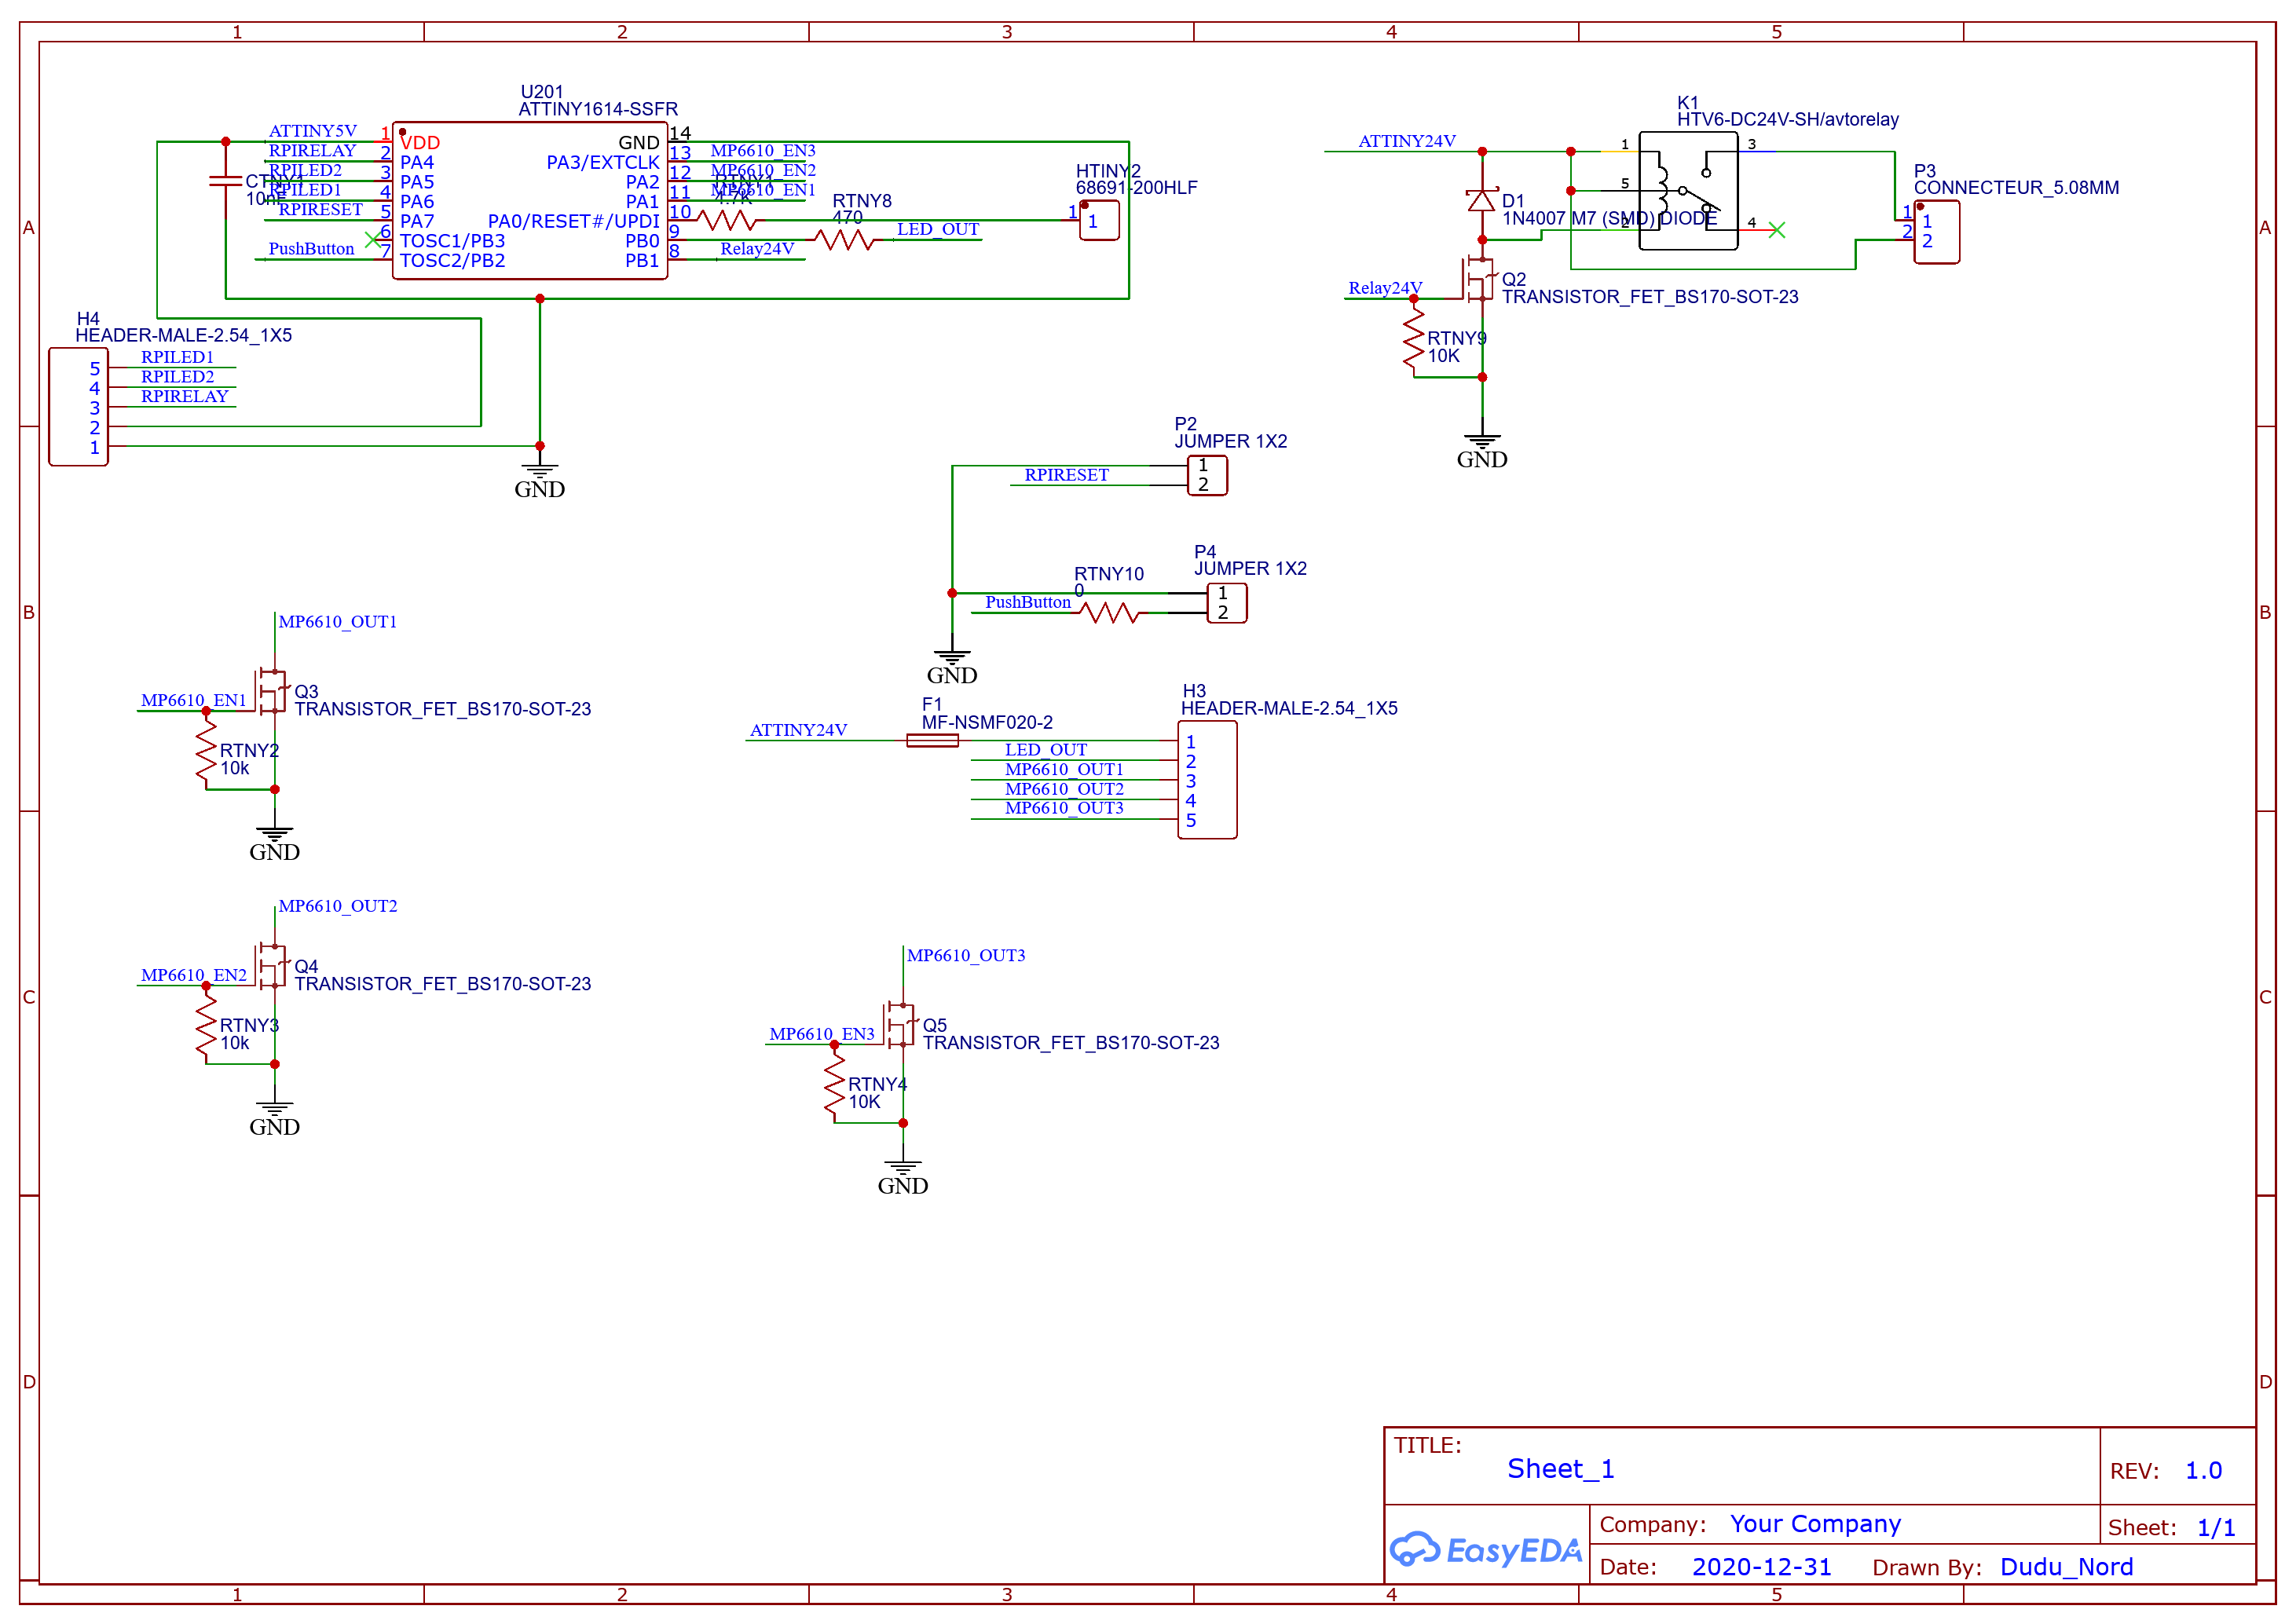 1 2 3 4 5
A
B
C
D
A
B
C
D
1 2 3 4 5
U201
ATTINY1614-SSFR
ATTINY5V
RPIRELAY
RPILED2
RPILED1
RPIRESET
PushButton
CTNY1
10nF
1 VDD
2 PA4
3 PA5
4 PA6
5 PA7
6 TOSC1/PB3
7 TOSC2/PB2
GND 14
PA3/EXTCLK 13
PA2 12
PA1 11
PA0/RESET#/UPDI 10
PB0 9
PB1 8
MP6610_EN3
MP6610_EN2
MP6610_EN1
RTNY1
4.7K
RTNY8
470
LED_OUT
Relay24V
HTINY2
68691-200HLF
1 1
H4
HEADER-MALE-2.54_1X5
RPILED1
RPILED2
RPIRELAY
5
4
3
2
1
GND
K1
HTV6-DC24V-SH/avtorelay
ATTINY24V
1
5
2
3
4
D1
1N4007 M7 (SMD) DIODE
P3
CONNECTEUR_5.08MM
1 1
2 2
Q2
TRANSISTOR_FET_BS170-SOT-23
Relay24V
RTNY9
10K
GND
P2
JUMPER 1X2
RPIRESET
1
2
P4
JUMPER 1X2
RTNY10
0
PushButton
1
2
GND
F1
MF-NSMF020-2
ATTINY24V
H3
HEADER-MALE-2.54_1X5
LED_OUT
MP6610_OUT1
MP6610_OUT2
MP6610_OUT3
1
2
3
4
5
MP6610_OUT1
MP6610_EN1
Q3
TRANSISTOR_FET_BS170-SOT-23
RTNY2
10k
GND
MP6610_OUT2
MP6610_EN2
Q4
TRANSISTOR_FET_BS170-SOT-23
RTNY3
10k
GND
MP6610_OUT3
MP6610_EN3
Q5
TRANSISTOR_FET_BS170-SOT-23
RTNY4
10K
GND
TITLE:
Sheet_1
REV: 1.0
EasyEDA
Company: Your Company
Sheet: 1/1
Date: 2020-12-31 Drawn By: Dudu_Nord